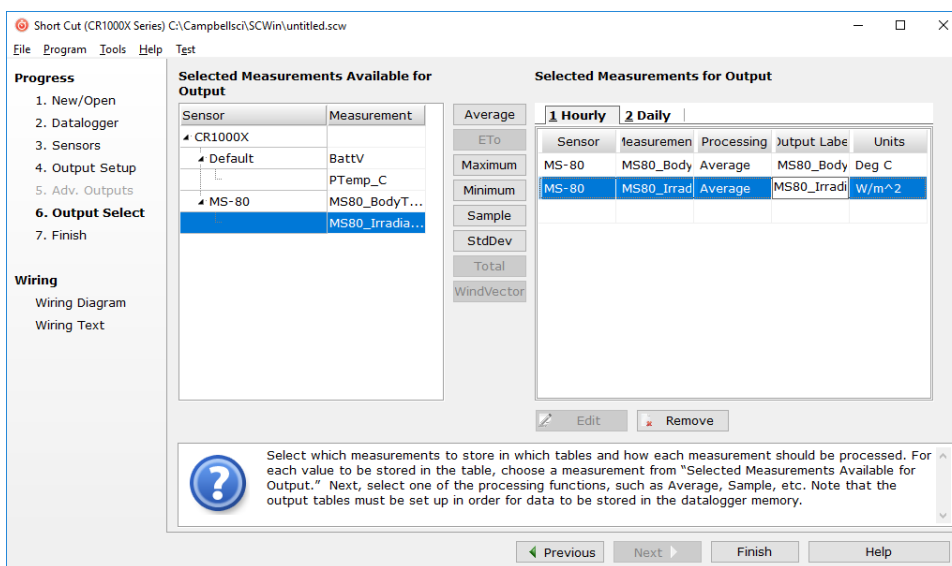 Short Cut (CR1000X Series) C:\Campbellsci\SCWin\untitled.scw
File Program Tools Help Test
Progress
1. New/Open
2. Datalogger
3. Sensors
4. Output Setup
5. Adv. Outputs
6. Output Select
7. Finish
Wiring
Wiring Diagram
Wiring Text
Selected Measurements Available for
Output
Sensor Measurement
CR1000X
Default BattV
PTemp_C
MS-80 MS80_BodyT...
MS80_Irradia...
Average
ETo
Maximum
Minimum
Sample
StdDev
Total
WindVector
Selected Measurements for Output
1 Hourly 2 Daily
Sensor Measuremen Processing Output Labe Units
MS-80 MS80_Body Average MS80_Body Deg C
MS-80 MS80_Irrad Average MS80_Irradi W/m^2
Edit Remove
Select which measurements to store in which tables and how each measurement should be processed. For
each value to be stored in the table, choose a measurement from “Selected Measurements Available for
Output.” Next, select one of the processing functions, such as Average, Sample, etc. Note that the
output tables must be set up in order for data to be stored in the datalogger memory.
Previous Next Finish Help